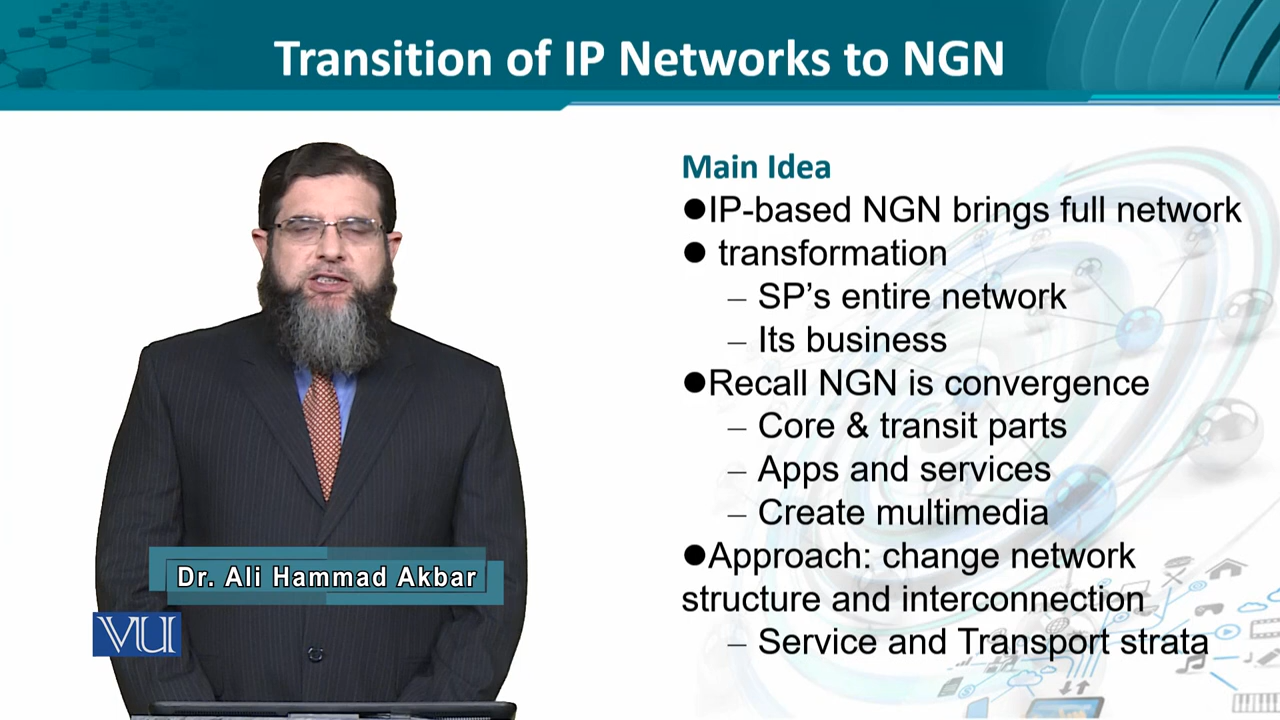 Transition of IP Networks to NGN
Main Idea
●IP-based NGN brings full network
● transformation
– SP’s entire network
– Its business
●Recall NGN is convergence
– Core & transit parts
– Apps and services
– Create multimedia
●Approach: change network
structure and interconnection
– Service and Transport strata
Dr. Ali Hammad Akbar
VU